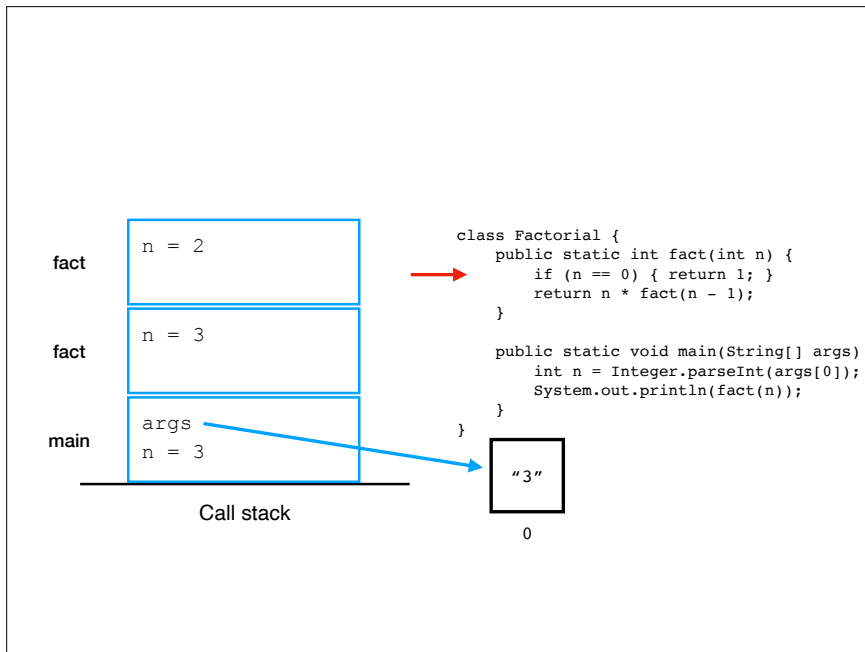 fact
n = 2
fact
n = 3
main
args
n = 3
Call stack
class Factorial {
    public static int fact(int n) {
        if (n == 0) { return 1; }
        return n * fact(n - 1);
    }

    public static void main(String[] args)
        int n = Integer.parseInt(args[0]);
        System.out.println(fact(n));
    }
}
“3”
0